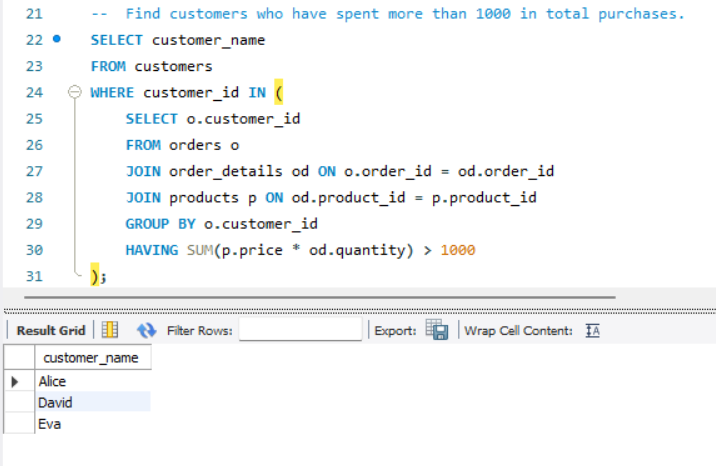 21 -- Find customers who have spent more than 1000 in total purchases.
22 SELECT customer_name
23 FROM customers
24 WHERE customer_id IN (
25 SELECT o.customer_id
26 FROM orders o
27 JOIN order_details od ON o.order_id = od.order_id
28 JOIN products p ON od.product_id = p.product_id
29 GROUP BY o.customer_id
30 HAVING SUM(p.price * od.quantity) > 1000
31 );
Result Grid Filter Rows: Export: Wrap Cell Content: IA
customer_name
Alice
David
Eva